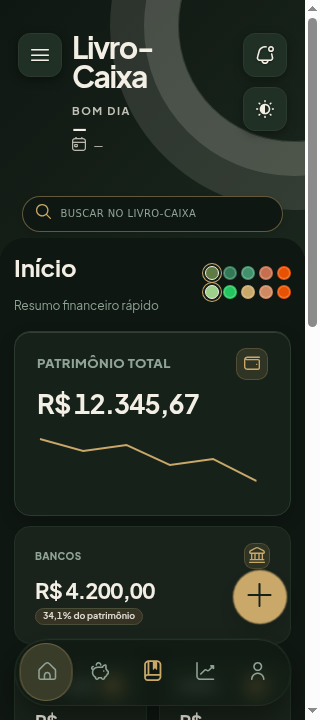 Livro-
Caixa
BOM DIA
—
—
BUSCAR NO LIVRO-CAIXA
Início
Resumo financeiro rápido
PATRIMÔNIO TOTAL
R$ 12.345,67
BANCOS
R$ 4.200,00
34,1% do patrimônio
R$
R$